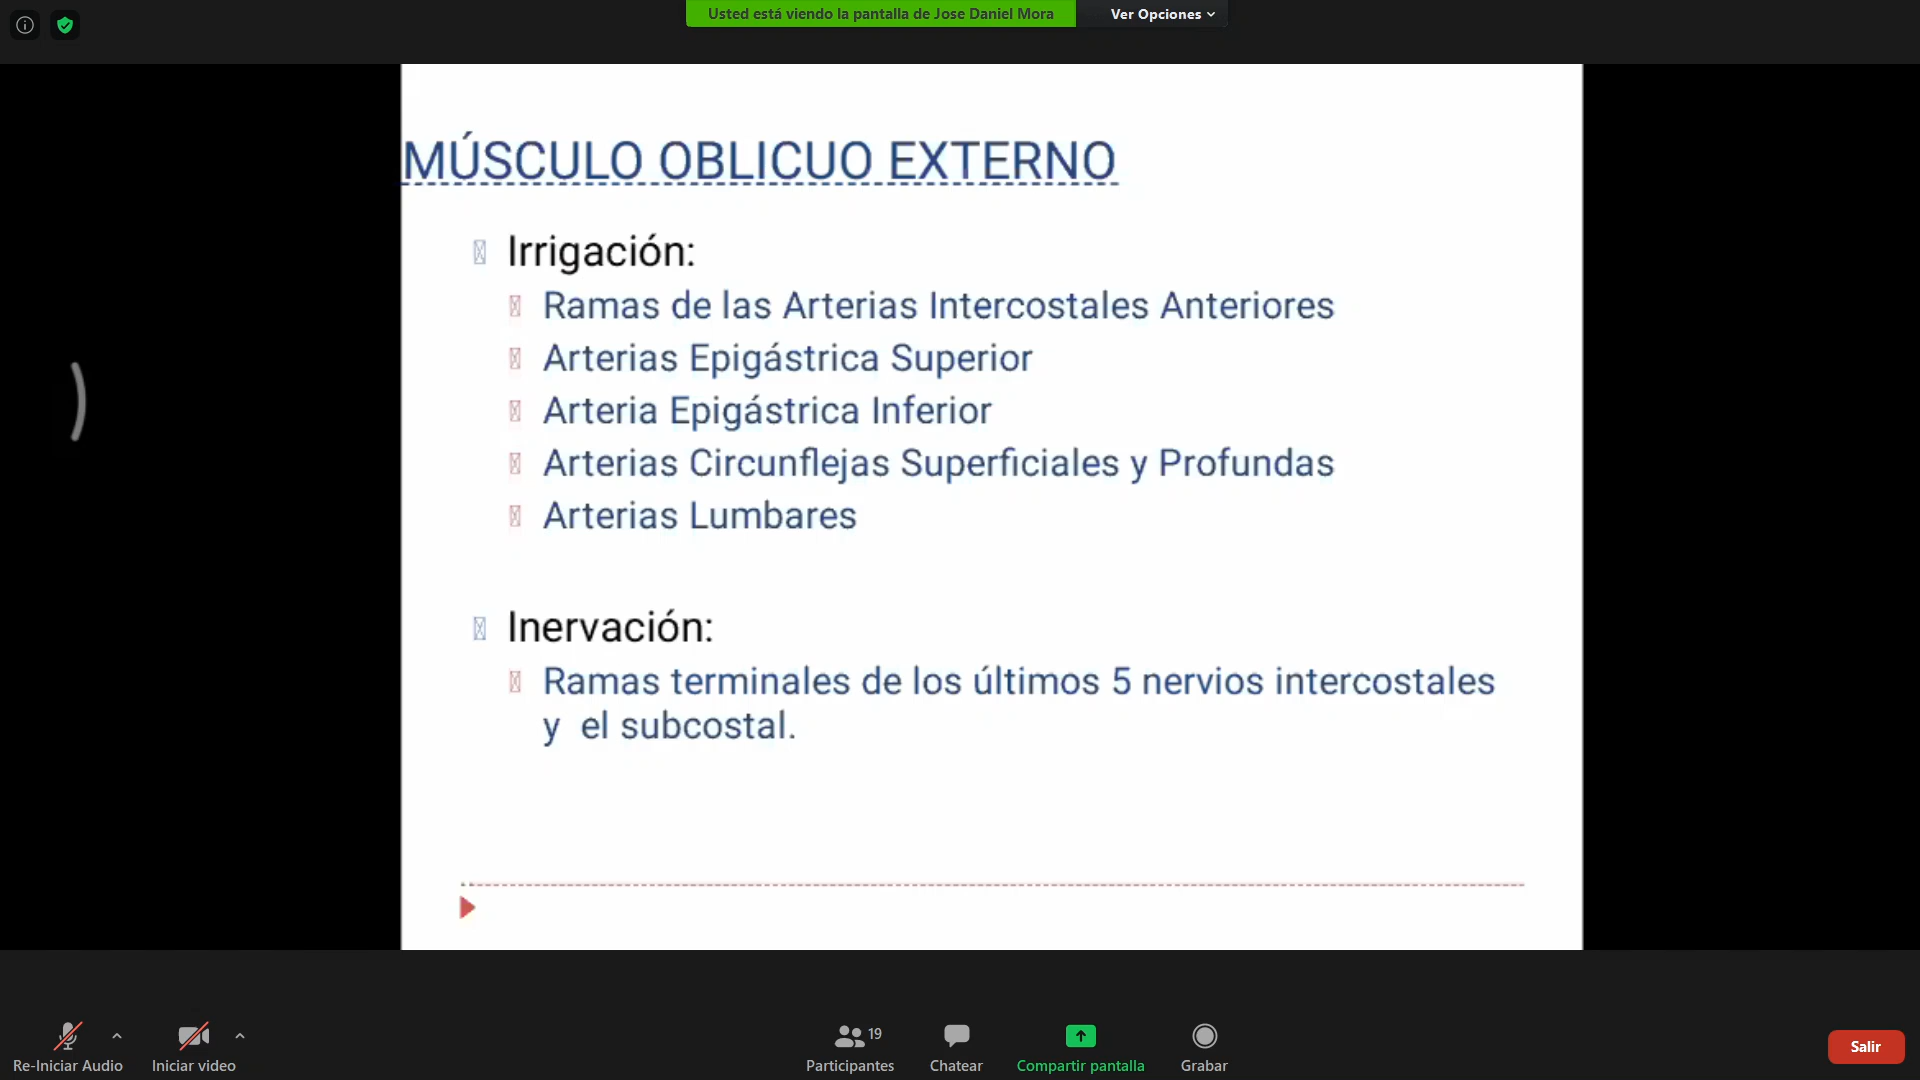 Usted está viendo la pantalla de Jose Daniel Mora
Ver Opciones
MÚSCULO OBLICUO EXTERNO
Irrigación:
Ramas de las Arterias Intercostales Anteriores
Arterias Epigástrica Superior
Arteria Epigástrica Inferior
Arterias Circunflejas Superficiales y Profundas
Arterias Lumbares
Inervación:
Ramas terminales de los últimos 5 nervios intercostales
y el subcostal.
19
Re-Iniciar Audio
Iniciar video
Participantes
Chatear
Compartir pantalla
Grabar
Salir